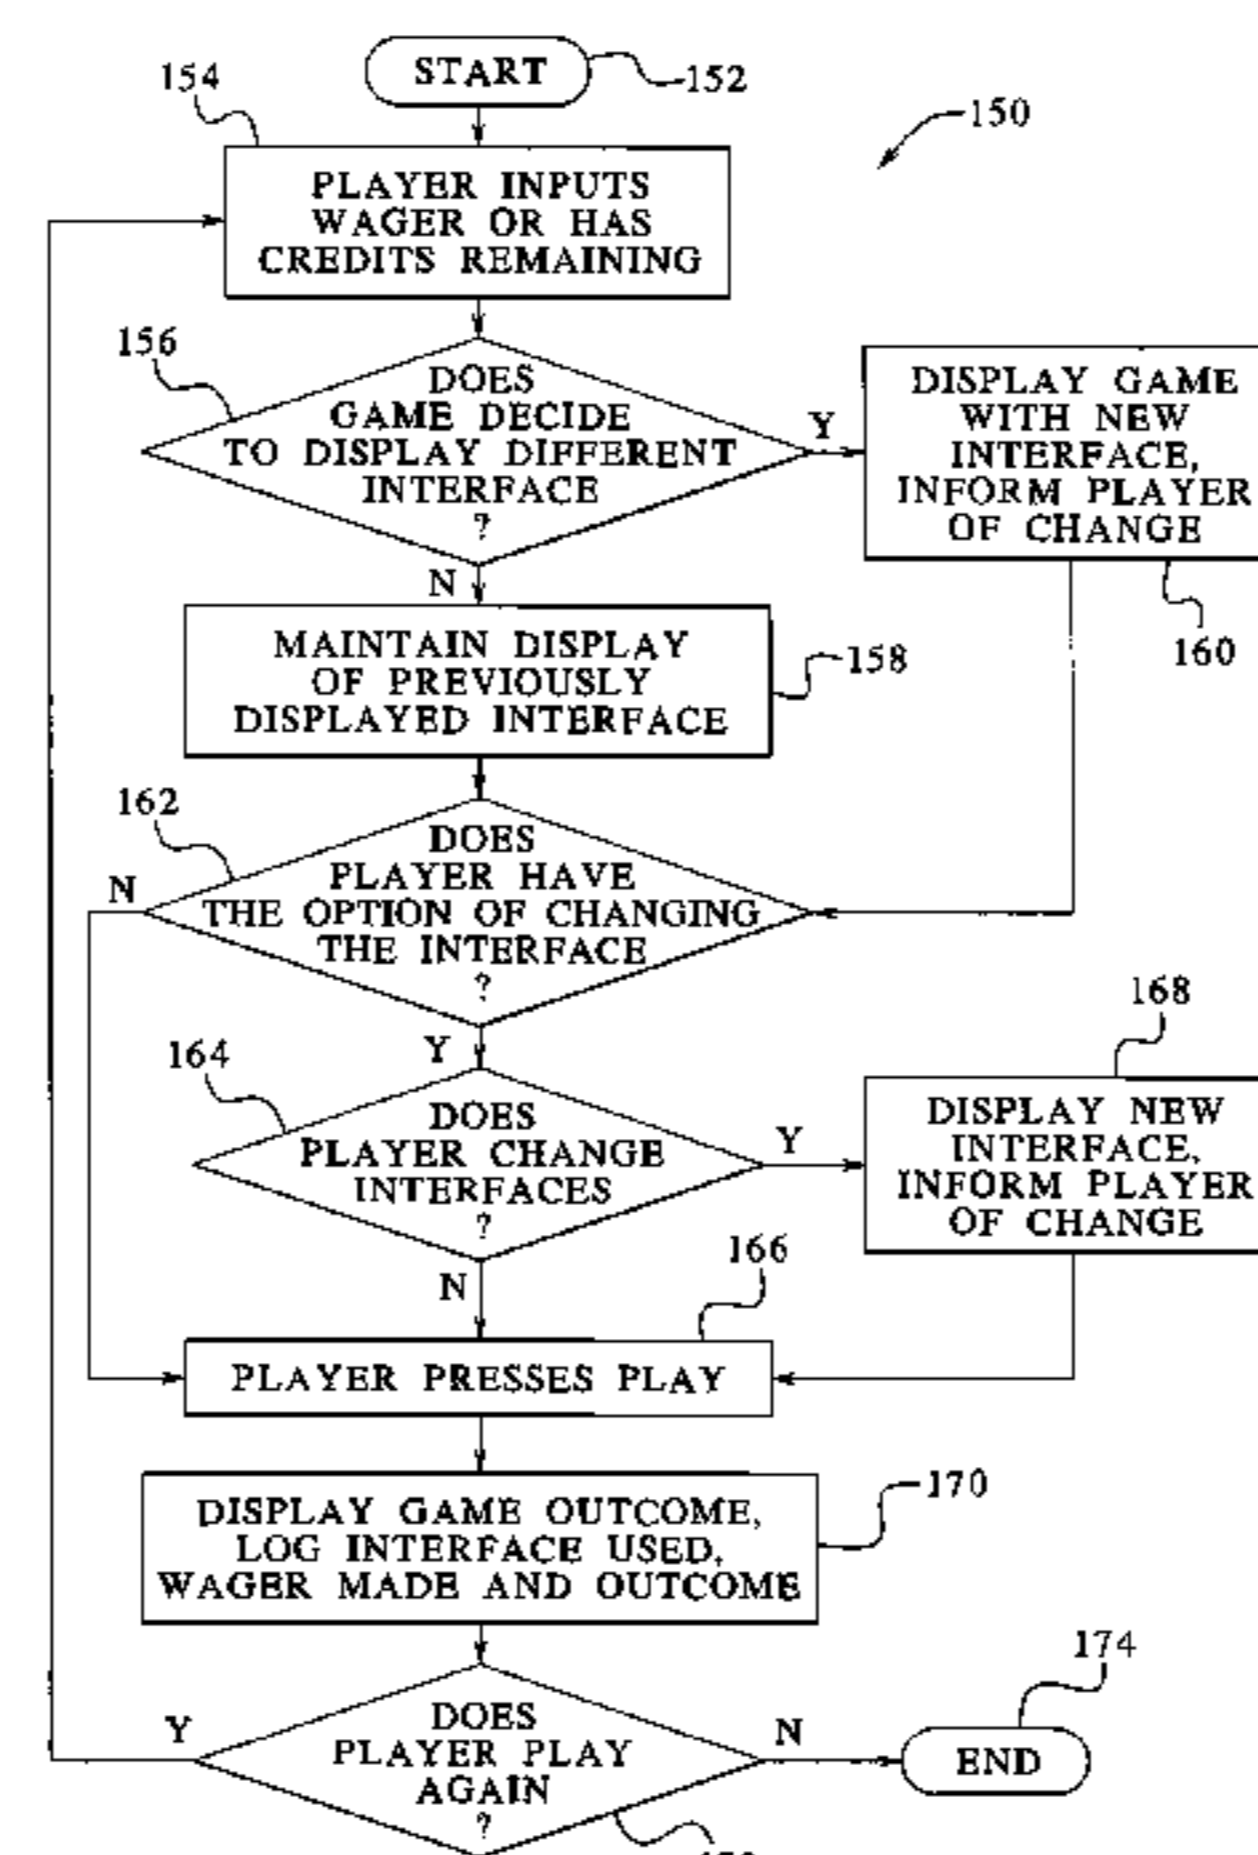 START
152
154
150
PLAYER INPUTS
WAGER OR HAS
CREDITS REMAINING
156
DOES
GAME DECIDE
TO DISPLAY DIFFERENT
INTERFACE
?
Y
DISPLAY GAME
WITH NEW
INTERFACE,
INFORM PLAYER
OF CHANGE
160
N
MAINTAIN DISPLAY
OF PREVIOUSLY
DISPLAYED INTERFACE
158
162
N
DOES
PLAYER HAVE
THE OPTION OF CHANGING
THE INTERFACE
?
Y
164
DOES
PLAYER CHANGE
INTERFACES
?
Y
168
DISPLAY NEW
INTERFACE,
INFORM PLAYER
OF CHANGE
N
166
PLAYER PRESSES PLAY
DISPLAY GAME OUTCOME,
LOG INTERFACE USED,
WAGER MADE AND OUTCOME
170
Y
DOES
PLAYER PLAY
AGAIN
?
N
174
END